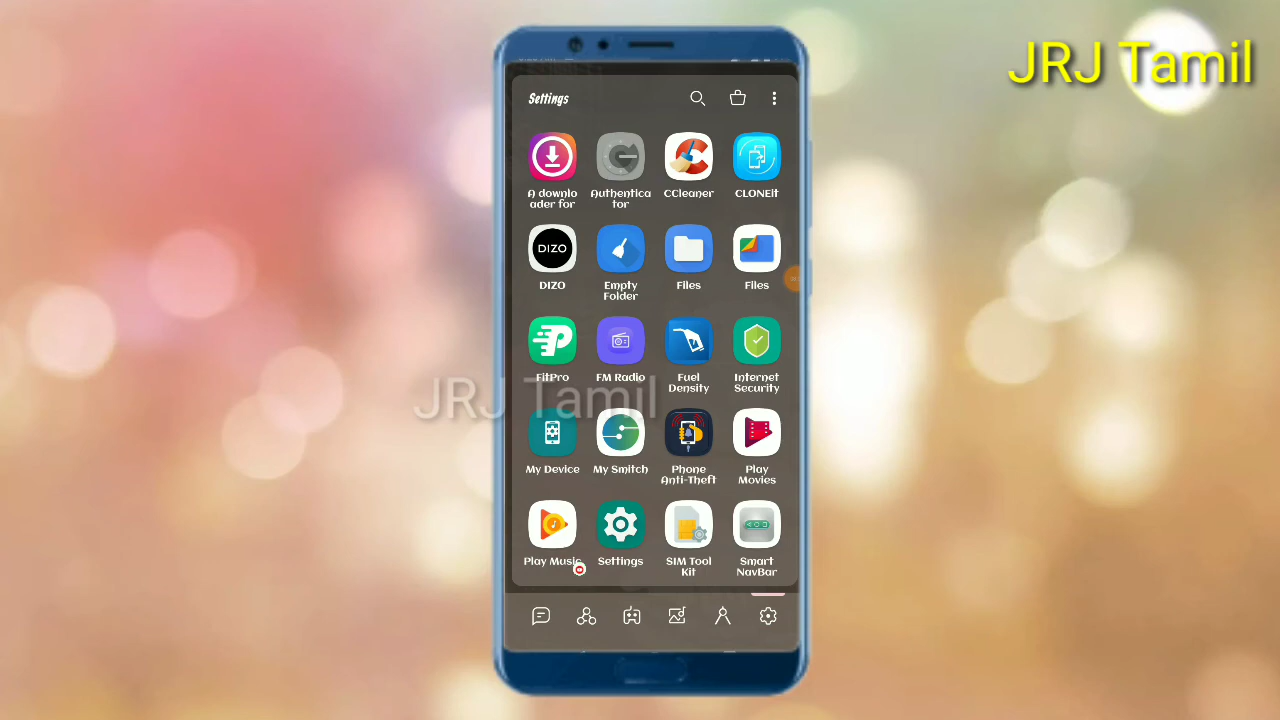 JRJ Tamil
Settings
A downlo
ader for
Authentica
tor
CCleaner
CLONEit
DIZO
DIZO
Empty
Folder
Files
Files
FitPro
FM Radio
Fuel
Density
Internet
Security
JRJ Tamil
My Device
My Smitch
Phone
Anti-Theft
Play
Movies
Play Music
Settings
SIM Tool
Kit
Smart
NavBar